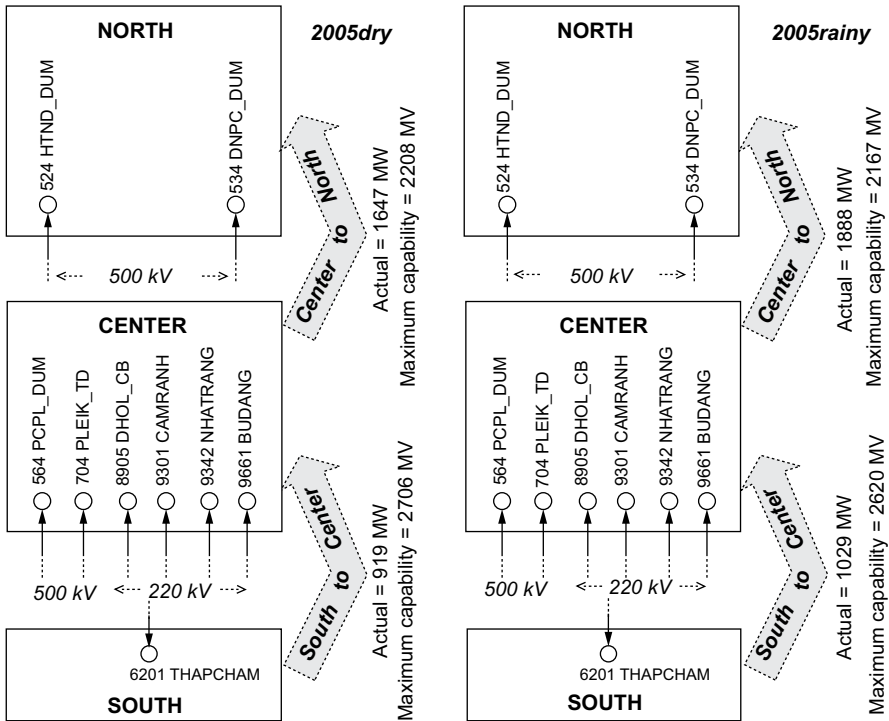 NORTH
2005dry
524 HTND_DUM
534 DNPC_DUM
500 kV
Center to North
Actual = 1647 MW
Maximum capability = 2208 MV
CENTER
564 PCPL_DUM
704 PLEIK_TD
8905 DHOL_CB
9301 CAMRANH
9342 NHATRANG
9661 BUDANG
500 kV
220 kV
South to Center
Actual = 919 MW
Maximum capability = 2706 MV
6201 THAPCHAM
SOUTH
NORTH
2005rainy
524 HTND_DUM
534 DNPC_DUM
500 kV
Center to North
Actual = 1888 MW
Maximum capability = 2167 MV
CENTER
564 PCPL_DUM
704 PLEIK_TD
8905 DHOL_CB
9301 CAMRANH
9342 NHATRANG
9661 BUDANG
500 kV
220 kV
South to Center
Actual = 1029 MW
Maximum capability = 2620 MV
6201 THAPCHAM
SOUTH